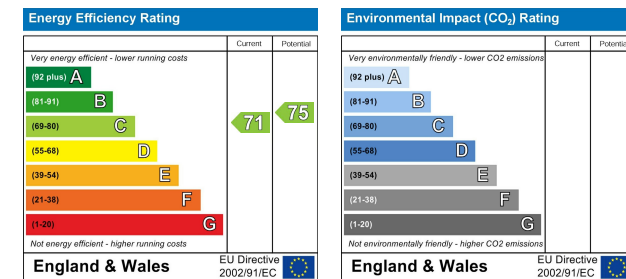 Energy Efficiency Rating
Current Potential
Very energy efficient - lower running costs
(92 plus) A
(81-91) B
(69-80) C
(55-68) D
(39-54) E
(21-38) F
(1-20) G
71
75
Not energy efficient - higher running costs
England & Wales
EU Directive
2002/91/EC
Environmental Impact (CO₂) Rating
Current Potential
Very environmentally friendly - lower CO2 emissions
(92 plus) A
(81-91) B
(69-80) C
(55-68) D
(39-54) E
(21-38) F
(1-20) G
Not environmentally friendly - higher CO2 emissions
England & Wales
EU Directive
2002/91/EC